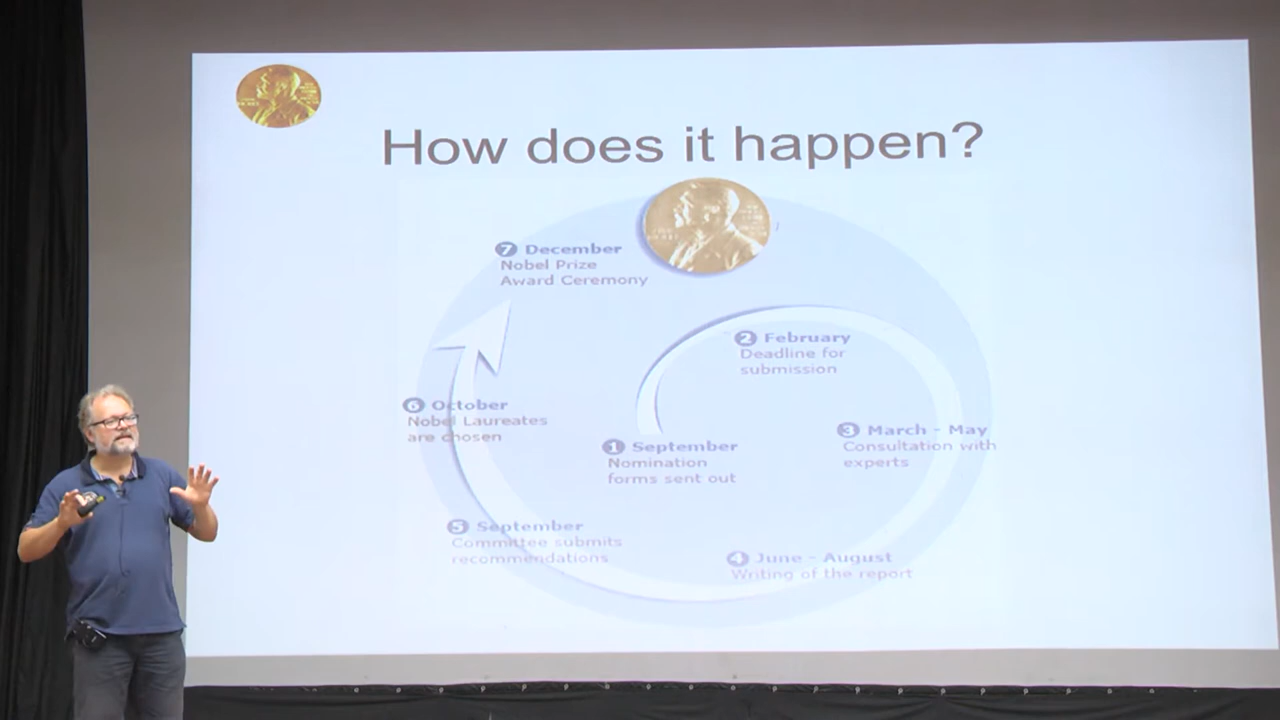 How does it happen?
7 December
Nobel Prize
Award Ceremony
2 February
Deadline for
submission
6 October
Nobel Laureates
are chosen
1 September
Nomination
forms sent out
3 March - May
Consultation with
experts
5 September
Committee submits
recommendations
4 June - August
Writing of the report